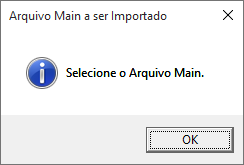 Arquivo Main a ser Importado
Selecione o Arquivo Main.
OK